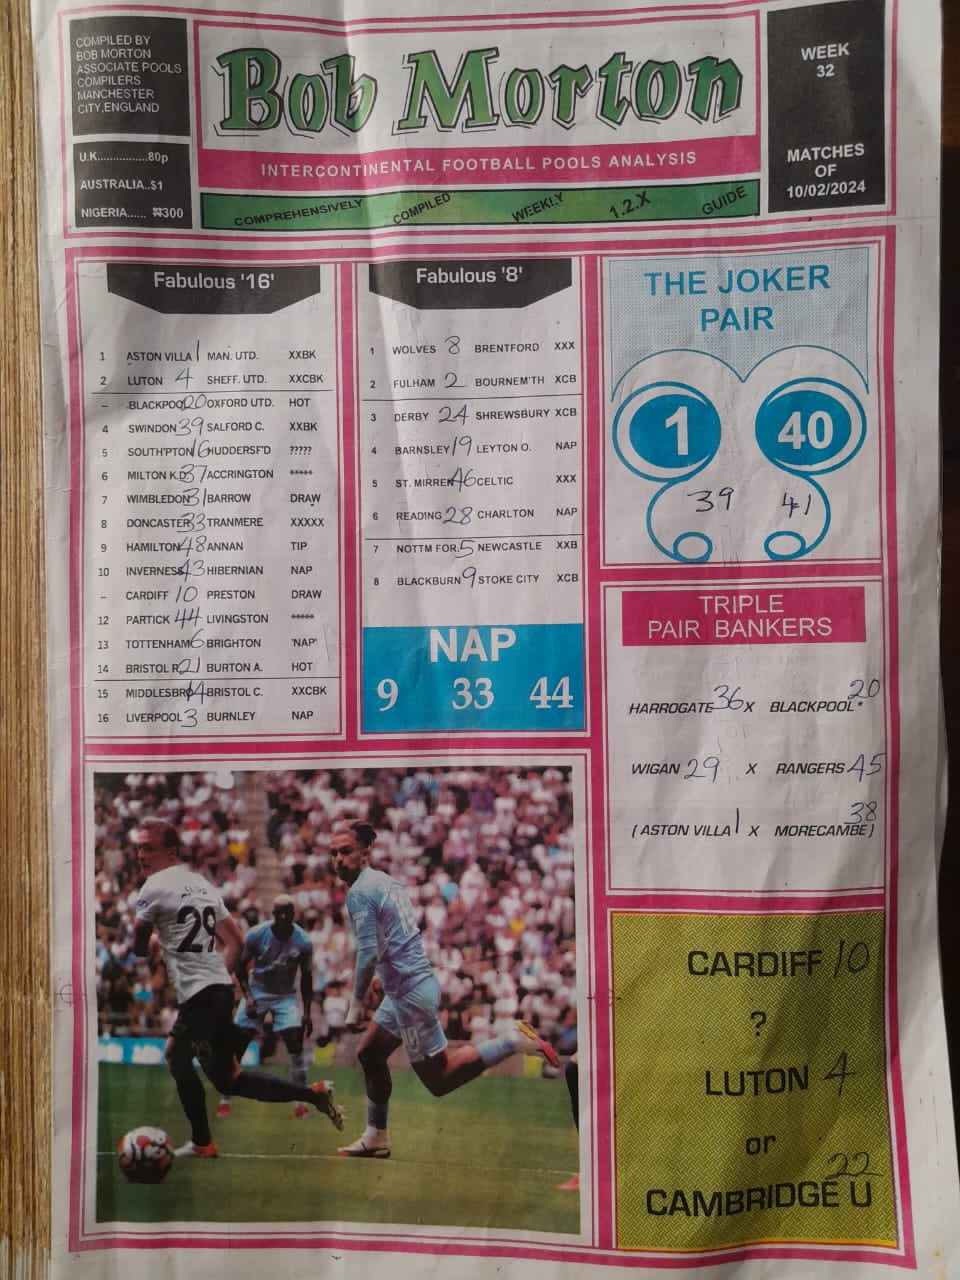 COMPILED BY
BOB MORTON
ASSOCIATE POOLS
COMPILERS
MANCHESTER
CITY,ENGLAND
U.K................80p
AUSTRALIA..$1
NIGERIA...... ₦300
Bob Morton
INTERCONTINENTAL FOOTBALL POOLS ANALYSIS
COMPREHENSIVELY COMPILED WEEKLY 1.2.X GUIDE
WEEK
32
MATCHES
OF
10/02/2024
Fabulous '16'
1 ASTON VILLA 1 MAN. UTD. XXBK
2 LUTON 4 SHEFF. UTD. XXCBK
– BLACKPOO 20 OXFORD UTD. HOT
4 SWINDON 39 SALFORD C. XXBK
5 SOUTH'PTON 16 HUDDERSF'D ?????
6 MILTON K.D 37 ACCRINGTON *****
7 WIMBLEDON 31 BARROW DRAW
8 DONCASTER 33 TRANMERE XXXXX
9 HAMILTON 48 ANNAN TIP
10 INVERNESS 43 HIBERNIAN NAP
– CARDIFF 10 PRESTON DRAW
12 PARTICK 44 LIVINGSTON *****
13 TOTTENHAM 6 BRIGHTON 'NAP'
14 BRISTOL R. 21 BURTON A. HOT
15 MIDDLESBRO 14 BRISTOL C. XXCBK
16 LIVERPOOL 3 BURNLEY NAP
Fabulous '8'
1 WOLVES 8 BRENTFORD XXX
2 FULHAM 2 BOURNEM'TH XCB
3 DERBY 24 SHREWSBURY XCB
4 BARNSLEY 19 LEYTON O. NAP
5 ST. MIRREN 46 CELTIC XXX
6 READING 28 CHARLTON NAP
7 NOTTM FOR. 5 NEWCASTLE XXB
8 BLACKBURN 9 STOKE CITY XCB
NAP
9 33 44
THE JOKER
PAIR
1 40
39 41
TRIPLE
PAIR BANKERS
HARROGATE 36 X BLACKPOOL* 20
WIGAN 29 X RANGERS 45
( ASTON VILLA 1 X MORECAMBE ) 38
29
CARDIFF 10
?
LUTON 4
or
22
CAMBRIDGE U